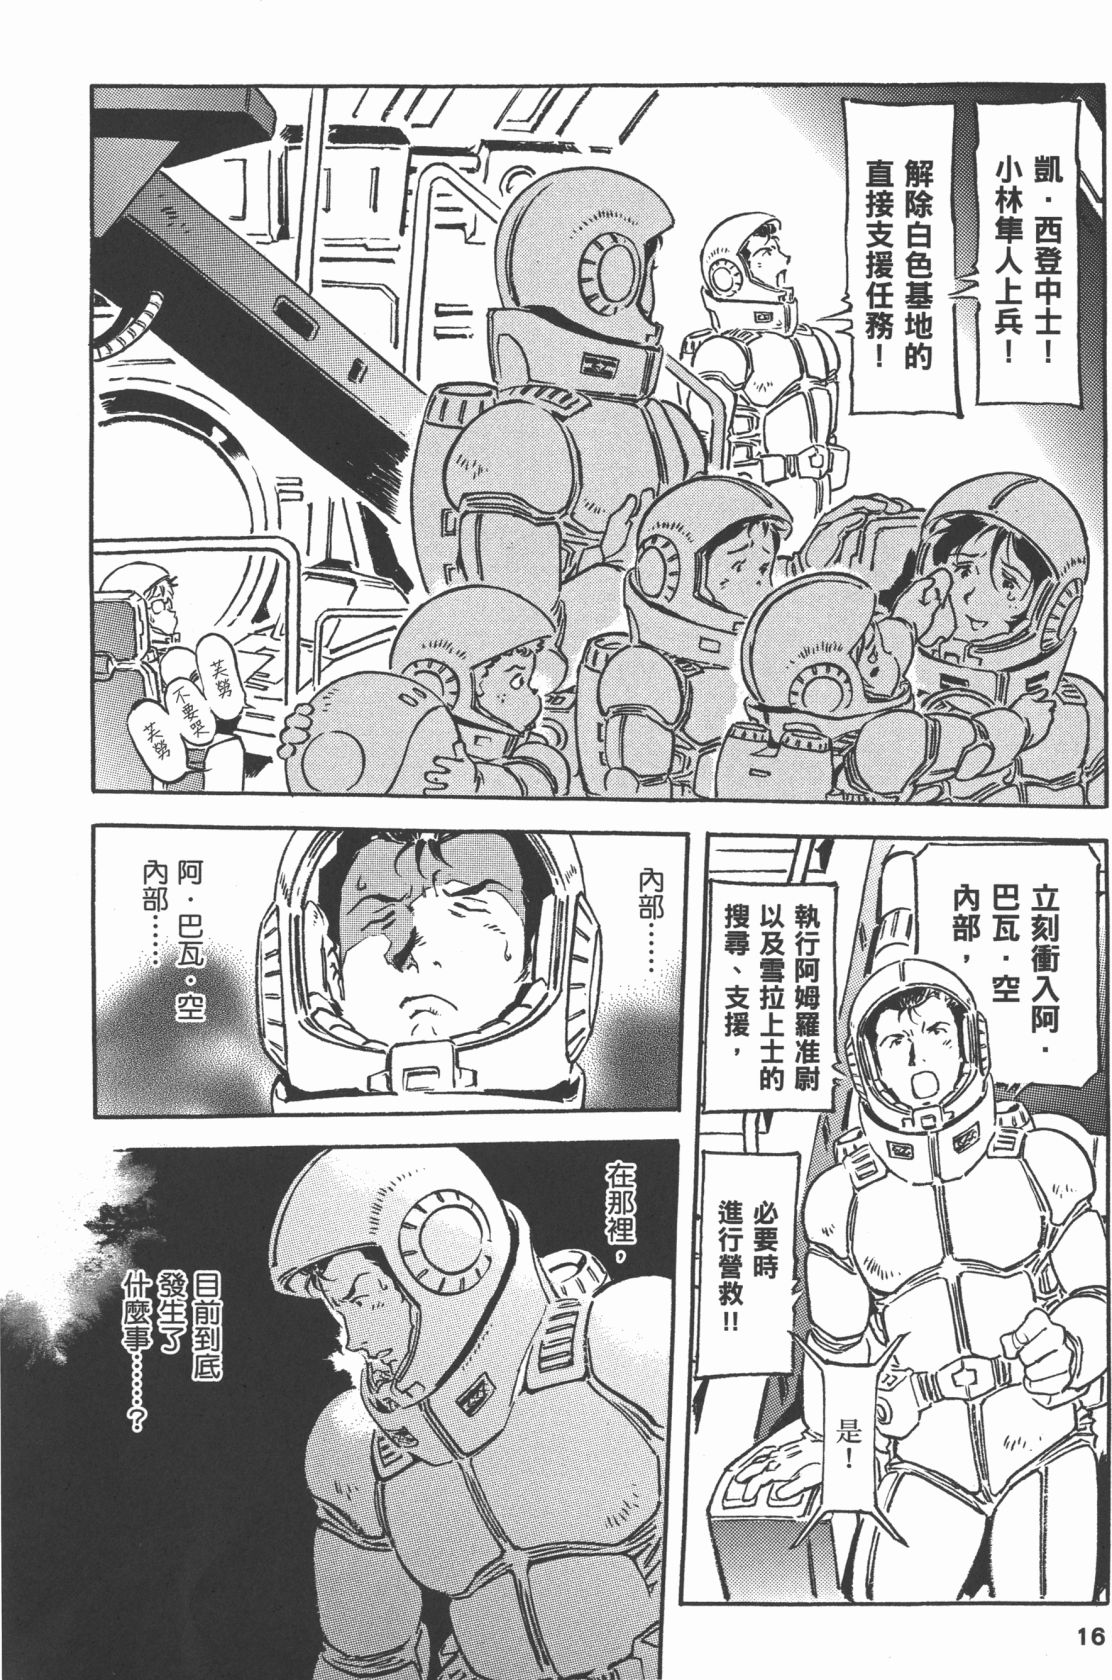 凱・西登中士！
小林隼人上兵！
解除白色基地的
直接支援任務！
芙勞
不要哭
芙勞
立刻衝入阿・
巴瓦・空
內部，
執行阿姆羅准尉
以及雪拉上士的
搜尋、支援，
必要時
進行營救!!
是！
內部……
阿・巴瓦・空
內部……
在那裡，
目前到底
發生了
什麼事……？
16